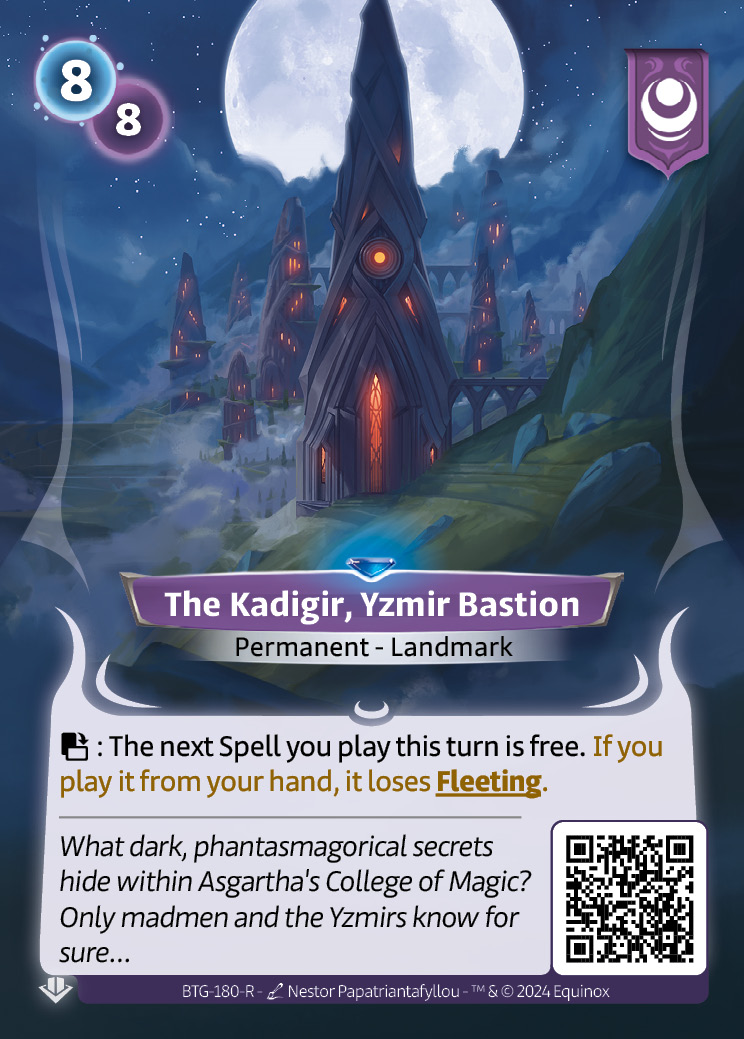 8
8
The Kadigir, Yzmir Bastion
Permanent - Landmark
: The next Spell you play this turn is free. If you
play it from your hand, it loses Fleeting.
What dark, phantasmagorical secrets
hide within Asgartha's College of Magic?
Only madmen and the Yzmirs know for
sure...
BTG-180-R - Nestor Papatriantafyllou - ™ & © 2024 Equinox